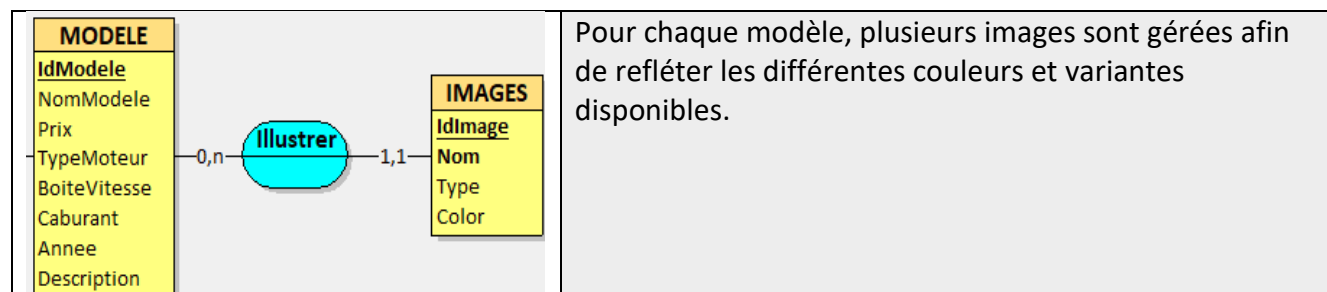 MODELE
IdModele
NomModele
Prix
TypeMoteur
BoiteVitesse
Caburant
Annee
Description
0,n
Illustrer
1,1
IMAGES
IdImage
Nom
Type
Color
Pour chaque modèle, plusieurs images sont gérées afin
de refléter les différentes couleurs et variantes
disponibles.